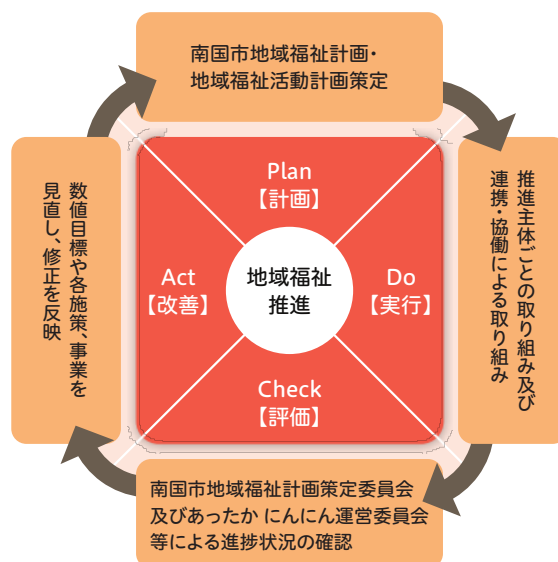 南国市地域福祉計画・
地域福祉活動計画策定
Plan
【計画】
Act
【改善】
地域福祉
推進
Do
【実行】
Check
【評価】
推進主体ごとの取り組み及び
連携・協働による取り組み
南国市地域福祉計画策定委員会
及びあったか にんにん運営委員会
等による進捗状況の確認
数値目標や各施策、事業を
見直し、修正を反映